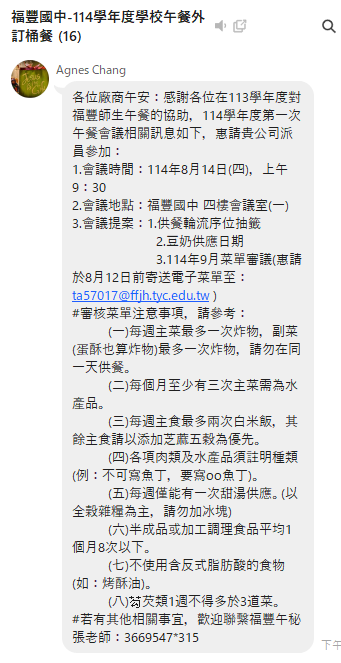 福豐國中-114學年度學校午餐外
訂桶餐 (16)
Agnes Chang
各位廠商午安：感謝各位在113學年度對
福豐師生午餐的協助，114學年度第一次
午餐會議相關訊息如下，惠請貴公司派
員參加：
1.會議時間：114年8月14日(四)，上午
9：30
2.會議地點：福豐國中 四樓會議室(一)
3.會議提案：1.供餐輪流序位抽籤
2.豆奶供應日期
3.114年9月菜單審議(惠請
於8月12日前寄送電子菜單至：
ta57017@ffjh.tyc.edu.tw )
#審核菜單注意事項，請參考：
(一)每週主菜最多一次炸物，副菜
(蛋酥也算炸物)最多一次炸物，請勿在同
一天供餐。
(二)每個月至少有三次主菜需為水
產品。
(三)每週主食最多兩次白米飯，其
餘主食請以添加芝蔴五穀為優先。
(四)各項肉類及水產品須註明種類
(例：不可寫魚丁，要寫oo魚丁)。
(五)每週僅能有一次甜湯供應。(以
全穀雜糧為主，請勿加冰塊)
(六)半成品或加工調理食品平均1
個月8次以下。
(七)不使用含反式脂肪酸的食物
(如：烤酥油)。
(八)芶芡類1週不得多於3道菜。
#若有其他相關事宜，歡迎聯繫福豐午秘
張老師：3669547*315
下午